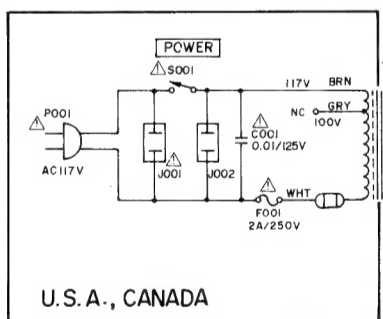 POWER
S001
117V BRN
P001
NC GRY
100V
C001
0.01/125V
AC117V
J001
J002
WHT
F001
2A/250V
U.S.A., CANADA